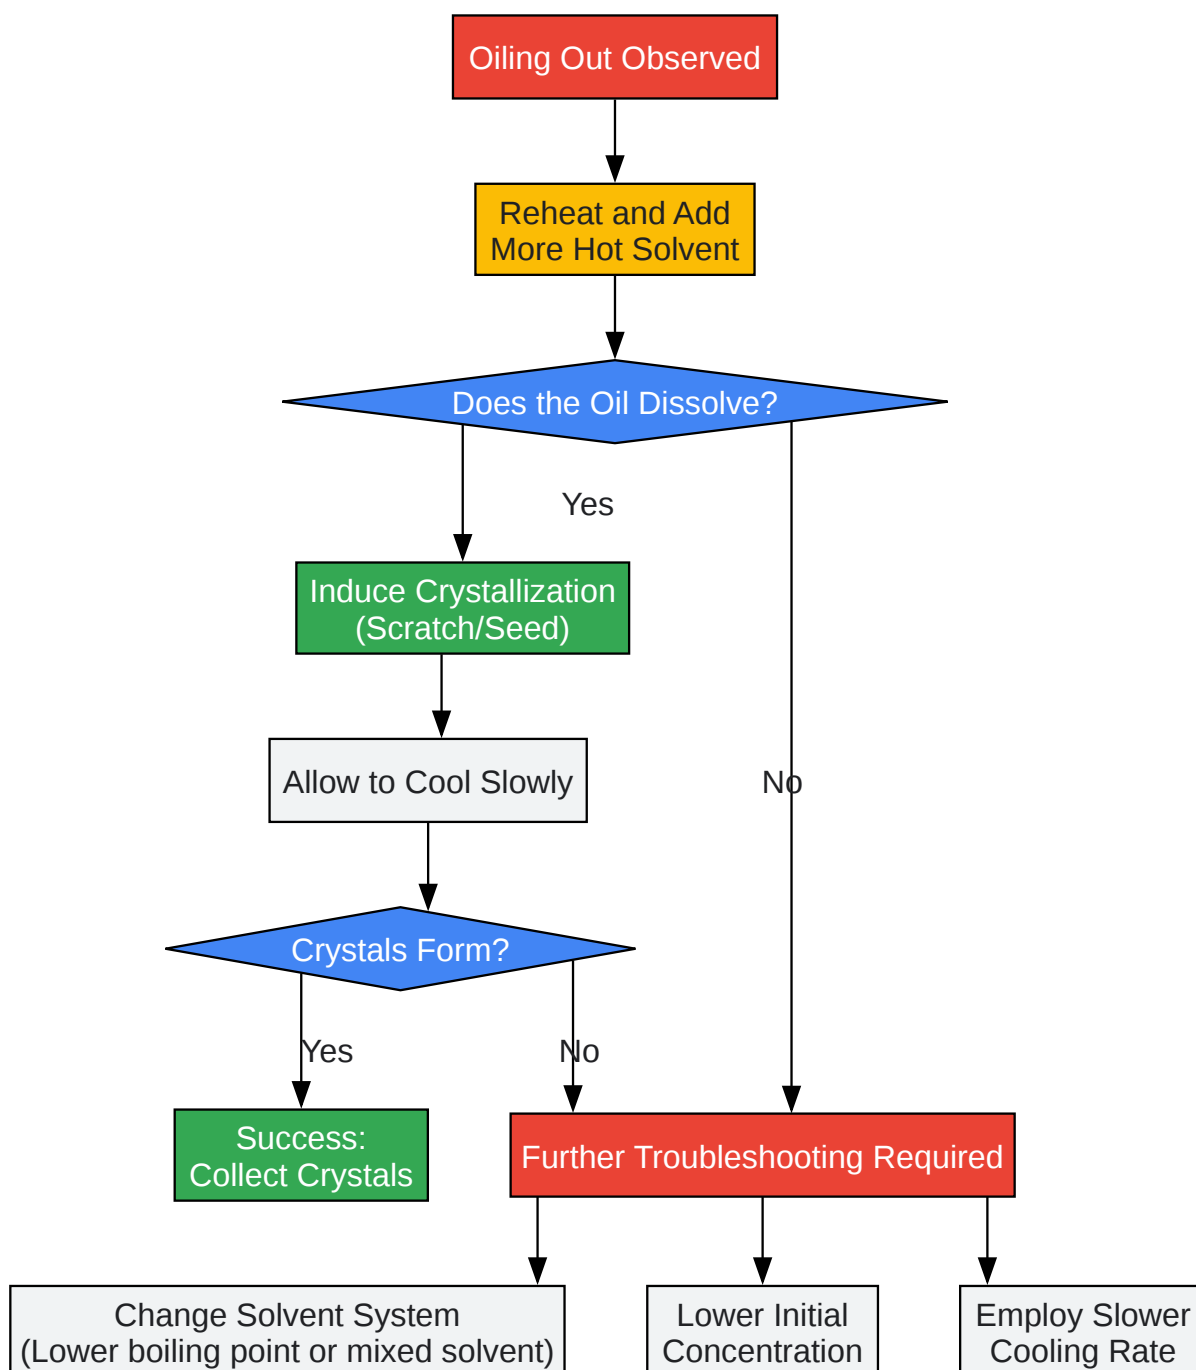 Oiling Out Observed
Reheat and Add
More Hot Solvent
Does the Oil Dissolve?
Yes
Induce Crystallization
(Scratch/Seed)
Allow to Cool Slowly
No
Crystals Form?
Yes
No
Success:
Collect Crystals
Further Troubleshooting Required
Change Solvent System
(Lower boiling point or mixed solvent)
Lower Initial
Concentration
Employ Slower
Cooling Rate